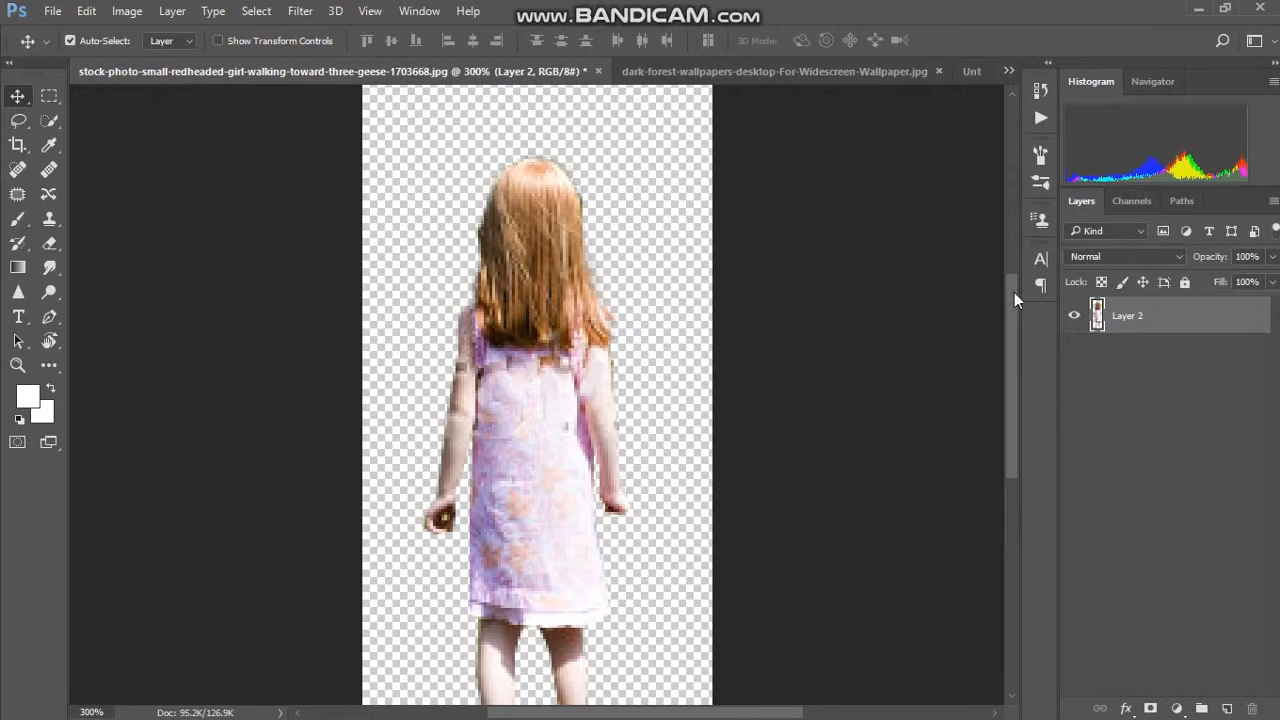 www.BANDICAM.com
Ps File Edit Image Layer Type Select Filter 3D View Window Help
Auto-Select: Layer Show Transform Controls 3D Mode:
stock-photo-small-redheaded-girl-walking-toward-three-geese-1703668.jpg @ 300% (Layer 2, RGB/8#) * × dark-forest-wallpapers-desktop-For-Widescreen-Wallpaper.jpg × Unt
Histogram Navigator
Layers Channels Paths
Kind
Normal Opacity: 100%
Lock: Fill: 100%
Layer 2
300% Doc: 95.2K/126.9K